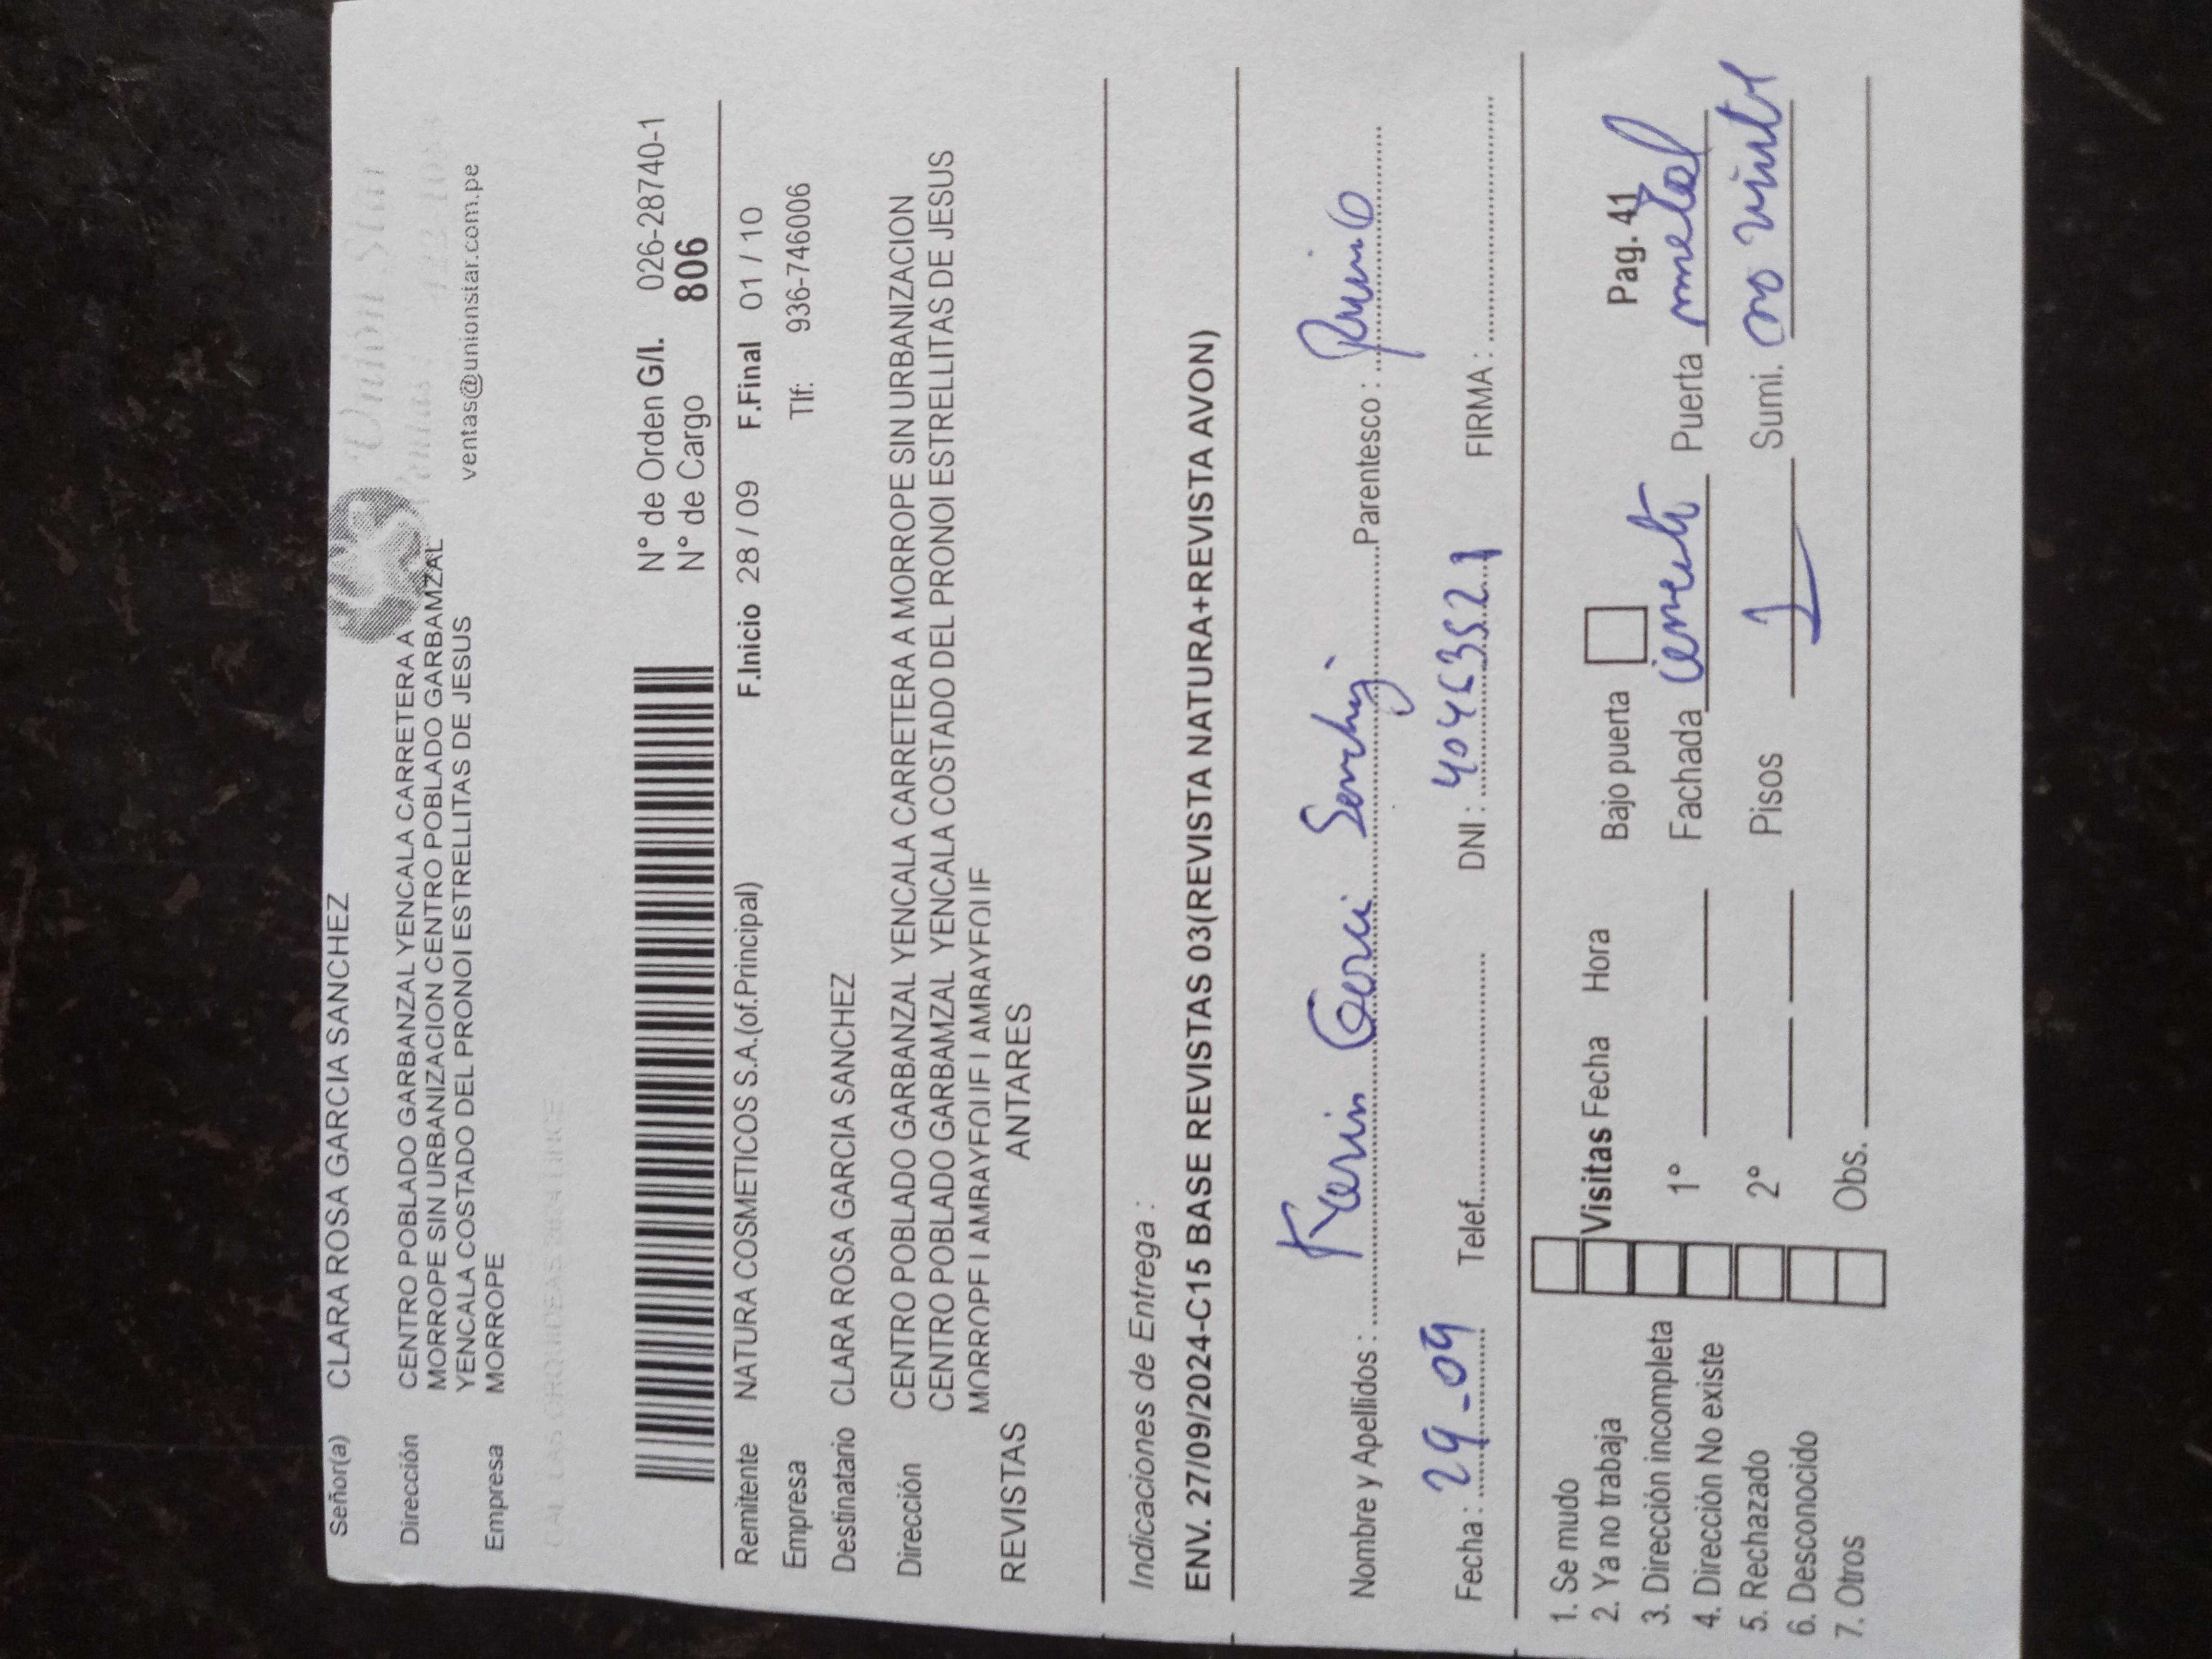 Señor(a) CLARA ROSA GARCIA SANCHEZ
Dirección CENTRO POBLADO GARBANZAL YENCALA CARRETERA A
MORROPE SIN URBANIZACION CENTRO POBLADO GARBAMZAL
YENCALA COSTADO DEL PRONOI ESTRELLITAS DE JESUS
Empresa MORROPE
Union Star
ventas@unionstar.com.pe
N° de Orden G/I. 026-28740-1
N° de Cargo 806
Remitente NATURA COSMETICOS S.A.(of.Principal) F.Inicio 28 / 09 F.Final 01 / 10
Empresa Tlf: 936-746006
Destinatario CLARA ROSA GARCIA SANCHEZ
Dirección CENTRO POBLADO GARBANZAL YENCALA CARRETERA A MORROPE SIN URBANIZACION
CENTRO POBLADO GARBAMZAL YENCALA COSTADO DEL PRONOI ESTRELLITAS DE JESUS
REVISTAS ANTARES
Indicaciones de Entrega :
ENV. 27/09/2024-C15 BASE REVISTAS 03(REVISTA NATURA+REVISTA AVON)
Nombre y Apellidos : Garci Parentesco :
Fecha : 29-09 Telef. DNI : FIRMA :
1. Se mudo
2. Ya no trabaja
3. Dirección incompleta
4. Dirección No existe
5. Rechazado
6. Desconocido
7. Otros
Visitas Fecha Hora Bajo puerta Pag. 41
1° Fachada Puerta metal
2° Pisos 1 Sumi. no
Obs.